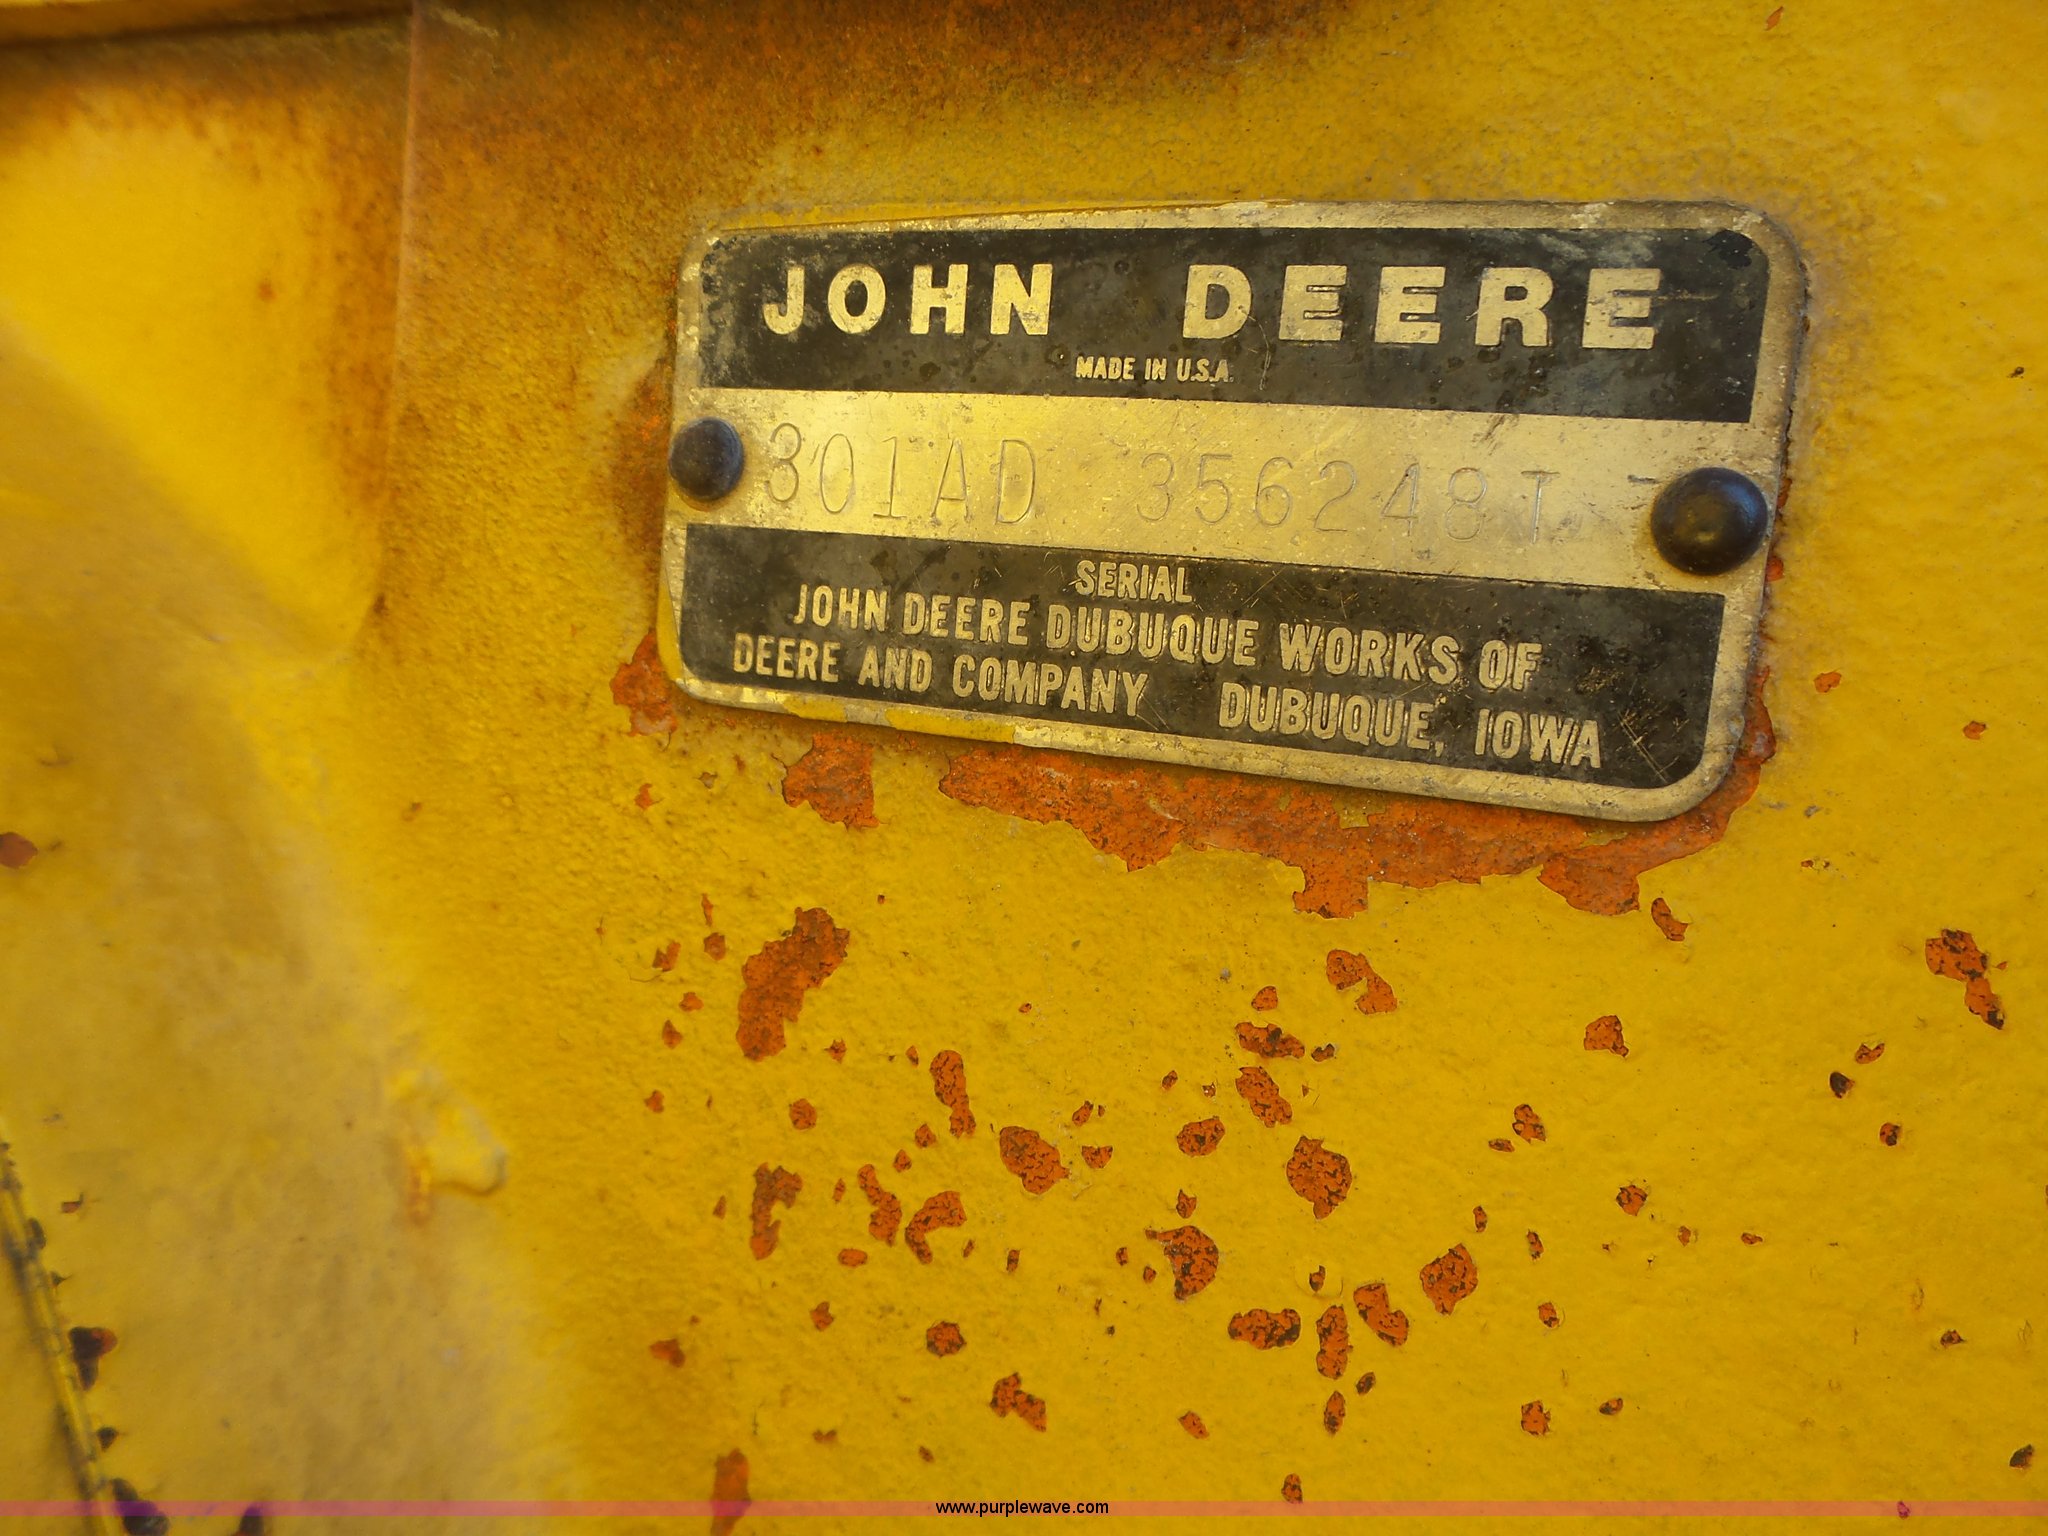 JOHN DEERE
MADE IN U.S.A.
301AD 356248T
SERIAL
JOHN DEERE DUBUQUE WORKS OF
DEERE AND COMPANY DUBUQUE, IOWA
www.purplewave.com